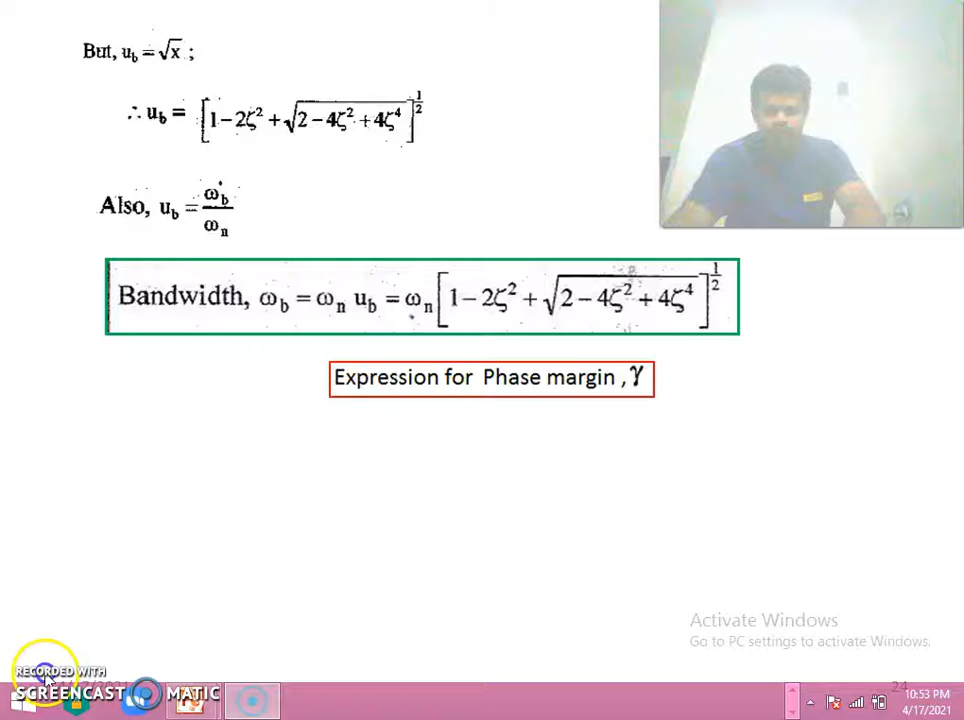 But, u_b = √x ;
∴ u_b = [1 − 2ζ² + √(2 − 4ζ² + 4ζ⁴)]^(1/2)
Also, u_b = ω_b / ω_n
Bandwidth, ω_b = ω_n u_b = ω_n [1 − 2ζ² + √(2 − 4ζ² + 4ζ⁴)]^(1/2)
Expression for Phase margin , γ
Activate Windows
Go to PC settings to activate Windows.
RECORDED WITH
SCREENCAST MATIC
24
10:53 PM
4/17/2021